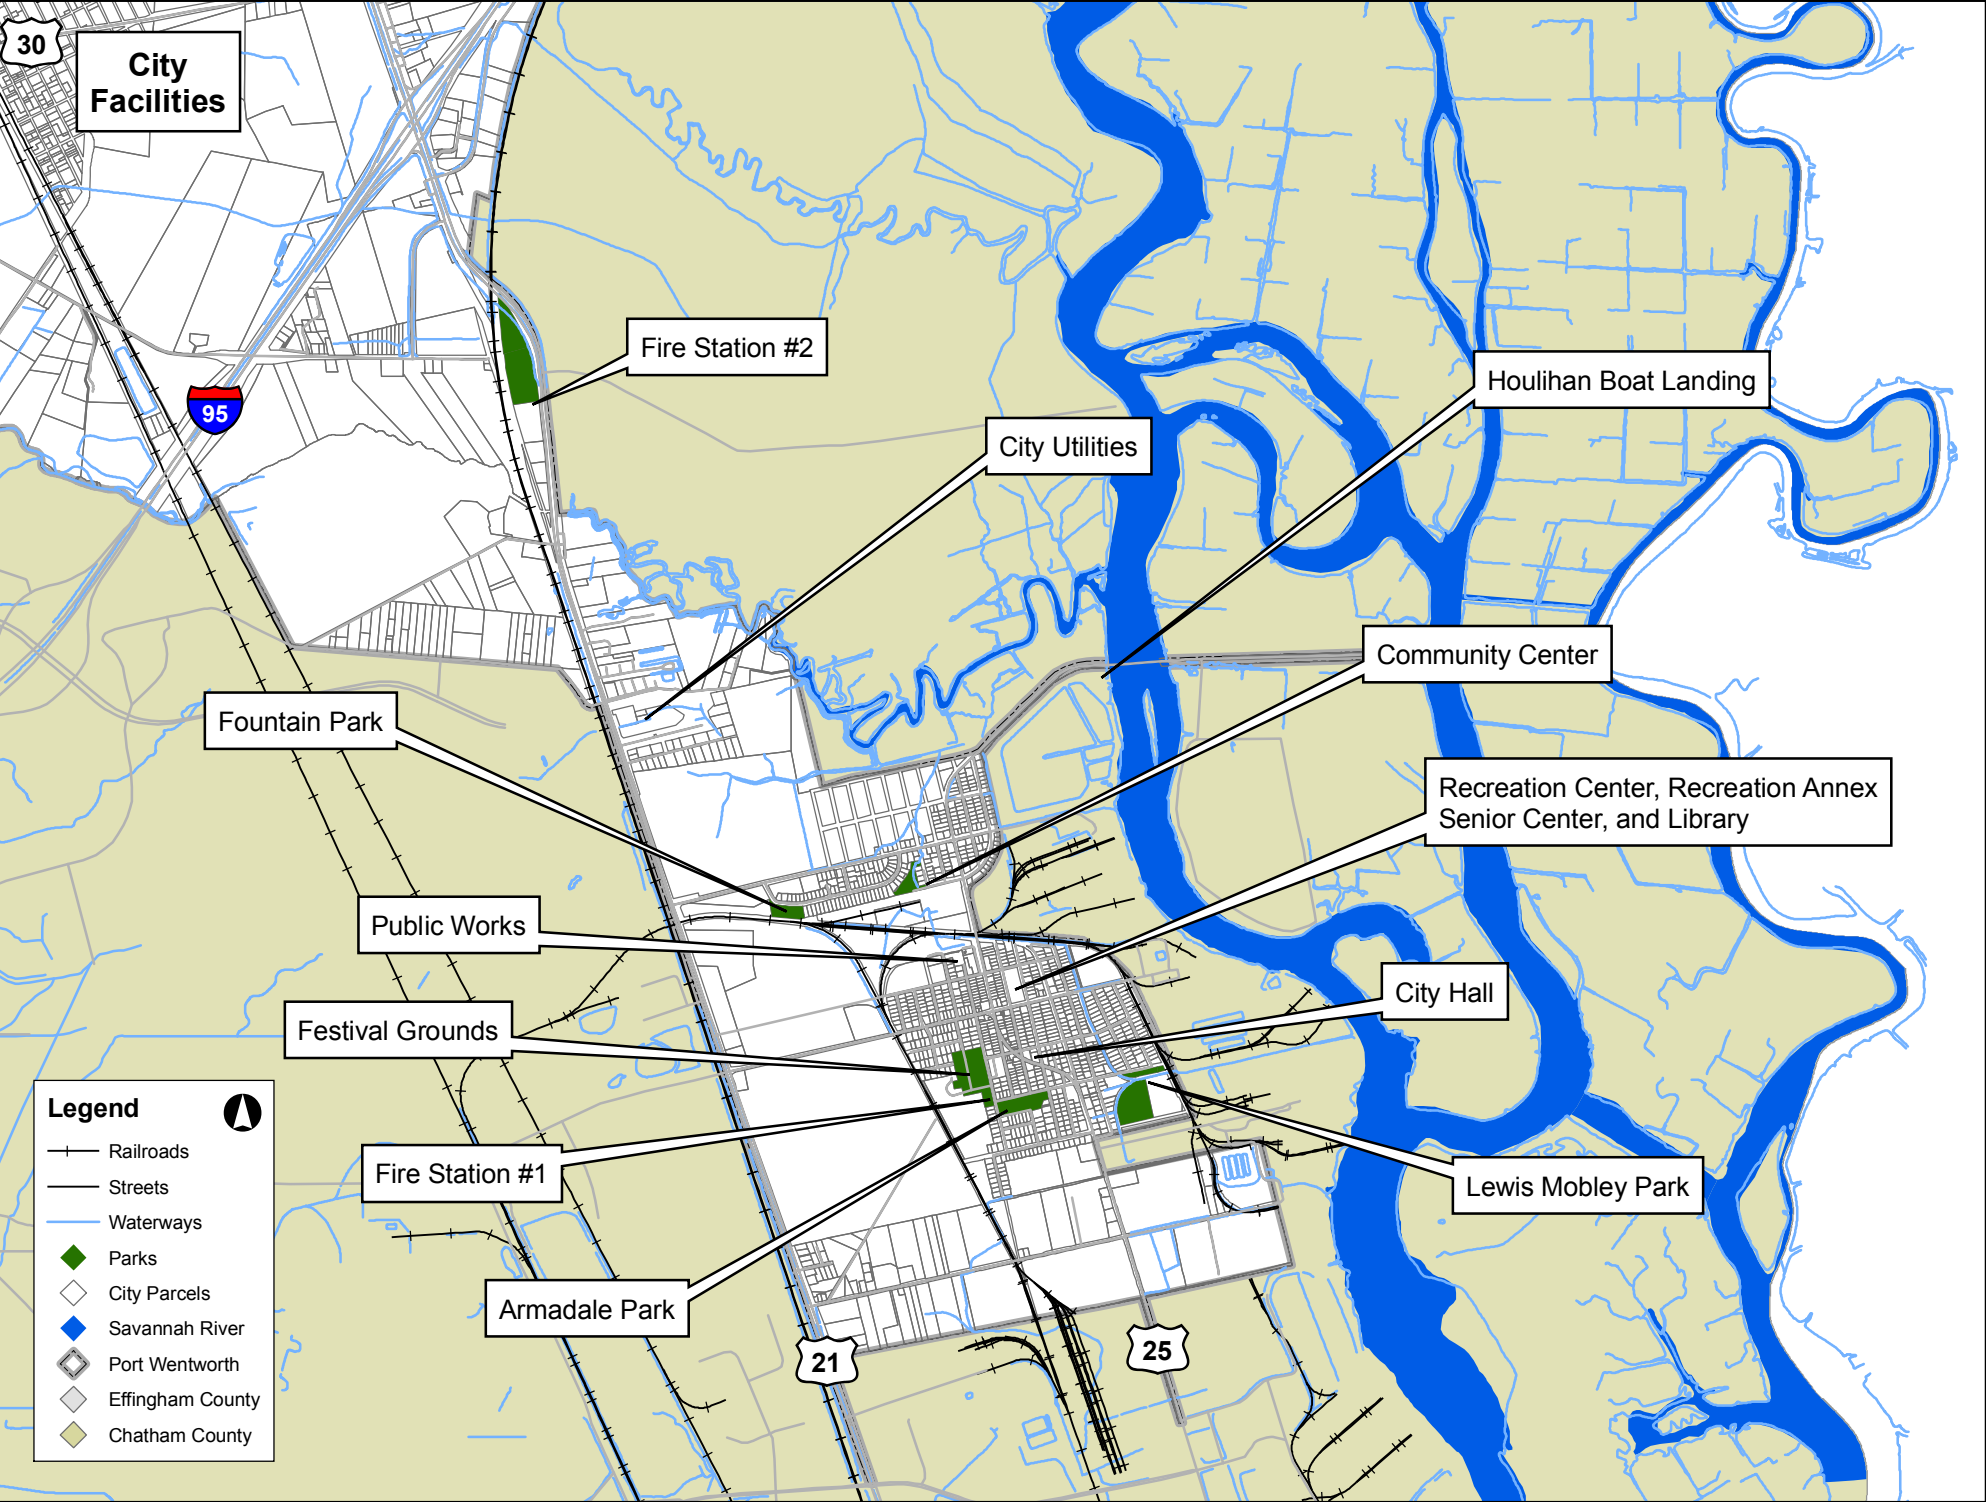 30
City
Facilities
Fire Station #2
Houlihan Boat Landing
95
City Utilities
Community Center
Fountain Park
Recreation Center, Recreation Annex
Senior Center, and Library
Public Works
City Hall
Festival Grounds
Legend
Railroads
Streets
Waterways
Parks
City Parcels
Savannah River
Port Wentworth
Effingham County
Chatham County
Fire Station #1
Lewis Mobley Park
Armadale Park
21
25